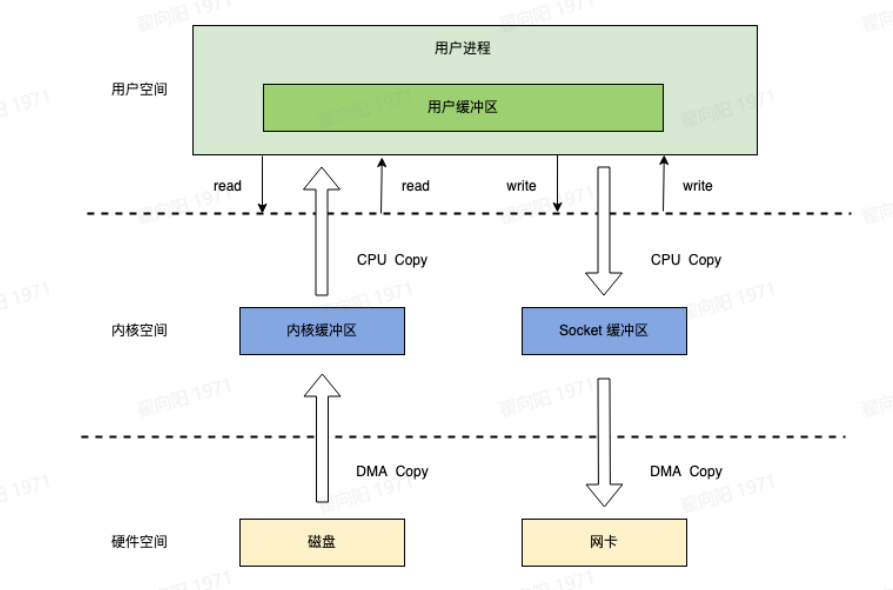 用户进程
用户空间
用户缓冲区
read
read
write
write
CPU Copy
CPU Copy
内核空间
内核缓冲区
Socket 缓冲区
DMA Copy
DMA Copy
硬件空间
磁盘
网卡
翟向阳 1971